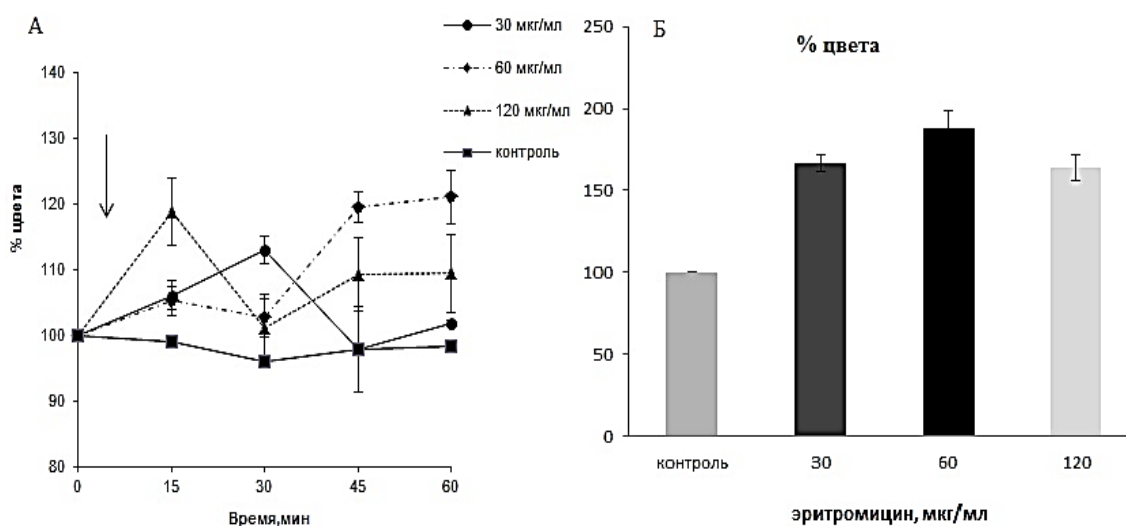 А
30 мкг/мл
60 мкг/мл
120 мкг/мл
контроль
140
130
120
110
100
90
80
% цвета
0 15 30 45 60
Время,мин
Б
% цвета
250
200
150
100
50
0
контроль 30 60 120
эритромицин, мкг/мл